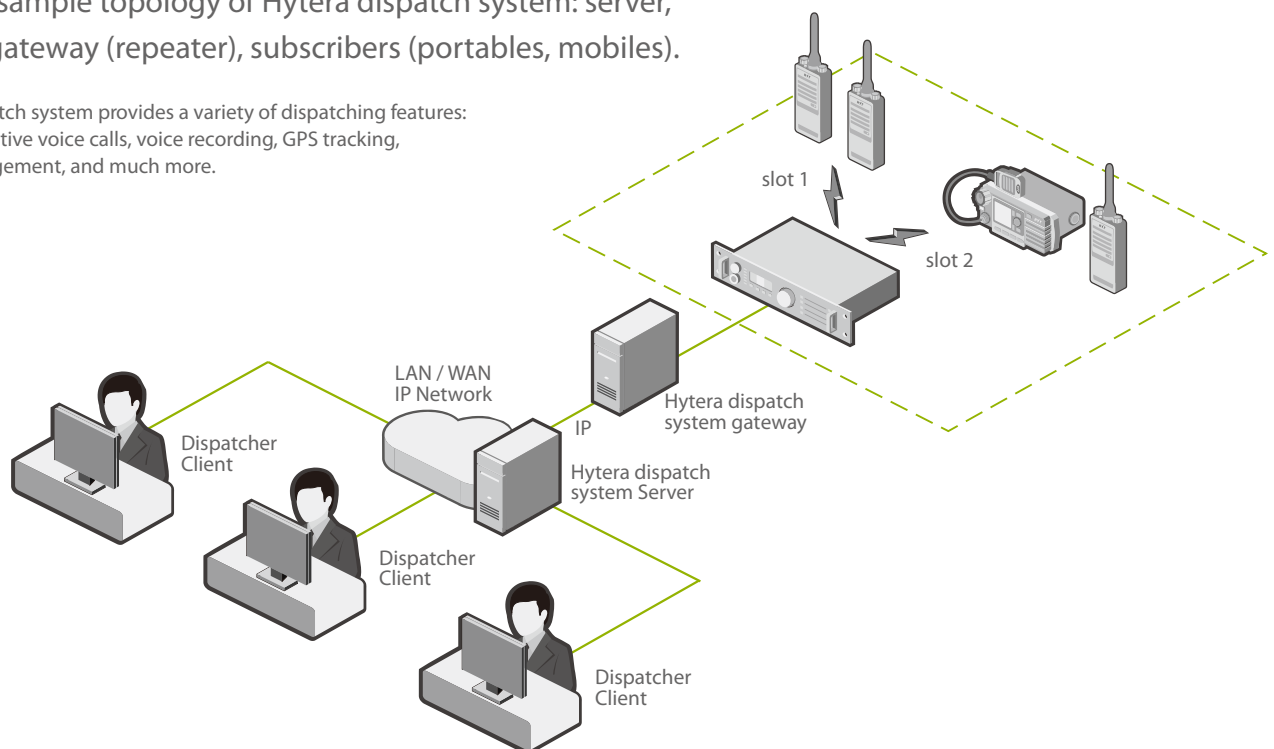 sample topology of Hytera dispatch system: server,
gateway (repeater), subscribers (portables, mobiles).
tch system provides a variety of dispatching features:
tive voice calls, voice recording, GPS tracking,
gement, and much more.
slot 1
slot 2
LAN / WAN
IP Network
IP
Hytera dispatch
system gateway
Hytera dispatch
system Server
Dispatcher
Client
Dispatcher
Client
Dispatcher
Client